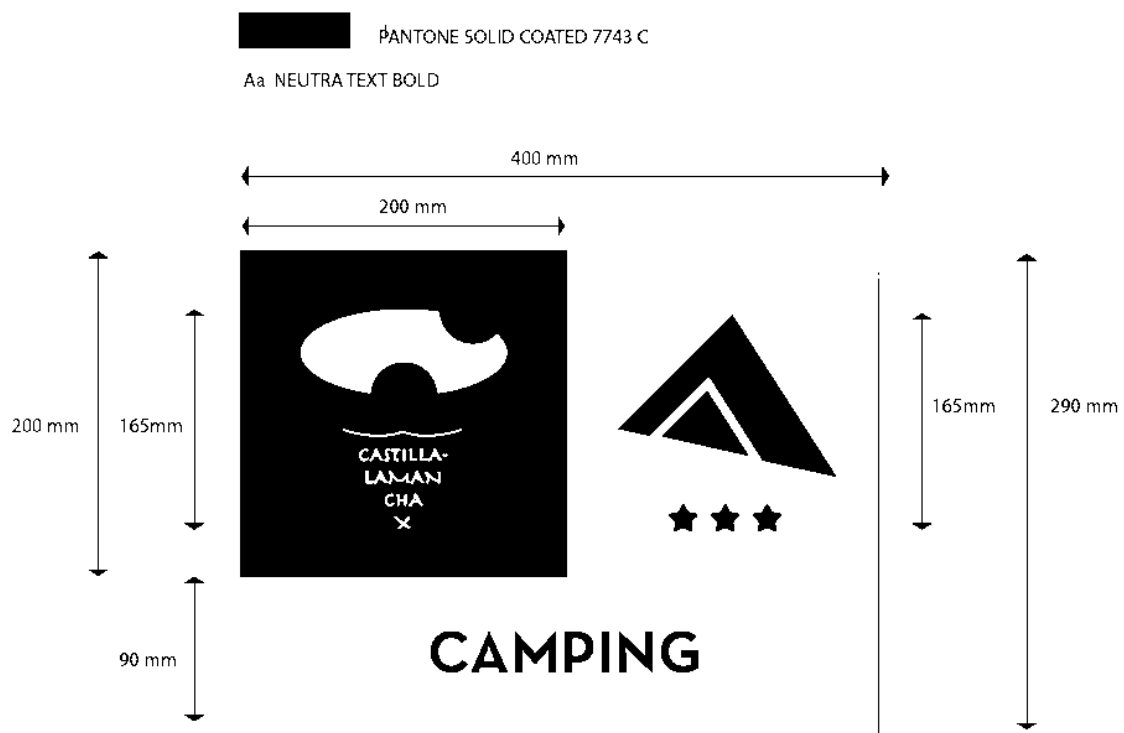 PANTONE SOLID COATED 7743 C
Aa NEUTRA TEXT BOLD
400 mm
200 mm
200 mm
165mm
CASTILLA-
LAMAN
CHA
X
165mm
290 mm
90 mm
CAMPING